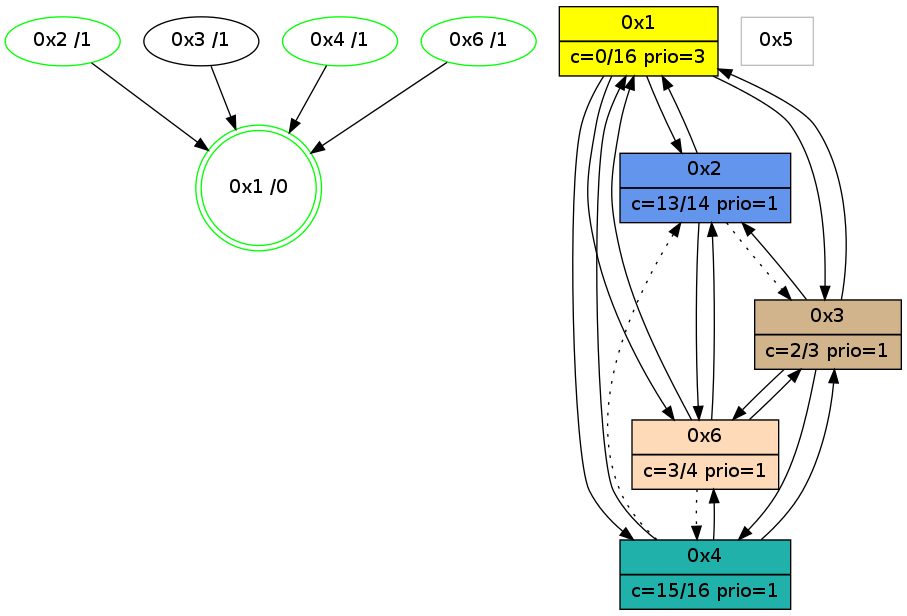 0x2 /1
0x3 /1
0x4 /1
0x6 /1
0x1 /0
0x1
c=0/16 prio=3
0x5
0x2
c=13/14 prio=1
0x3
c=2/3 prio=1
0x6
c=3/4 prio=1
0x4
c=15/16 prio=1